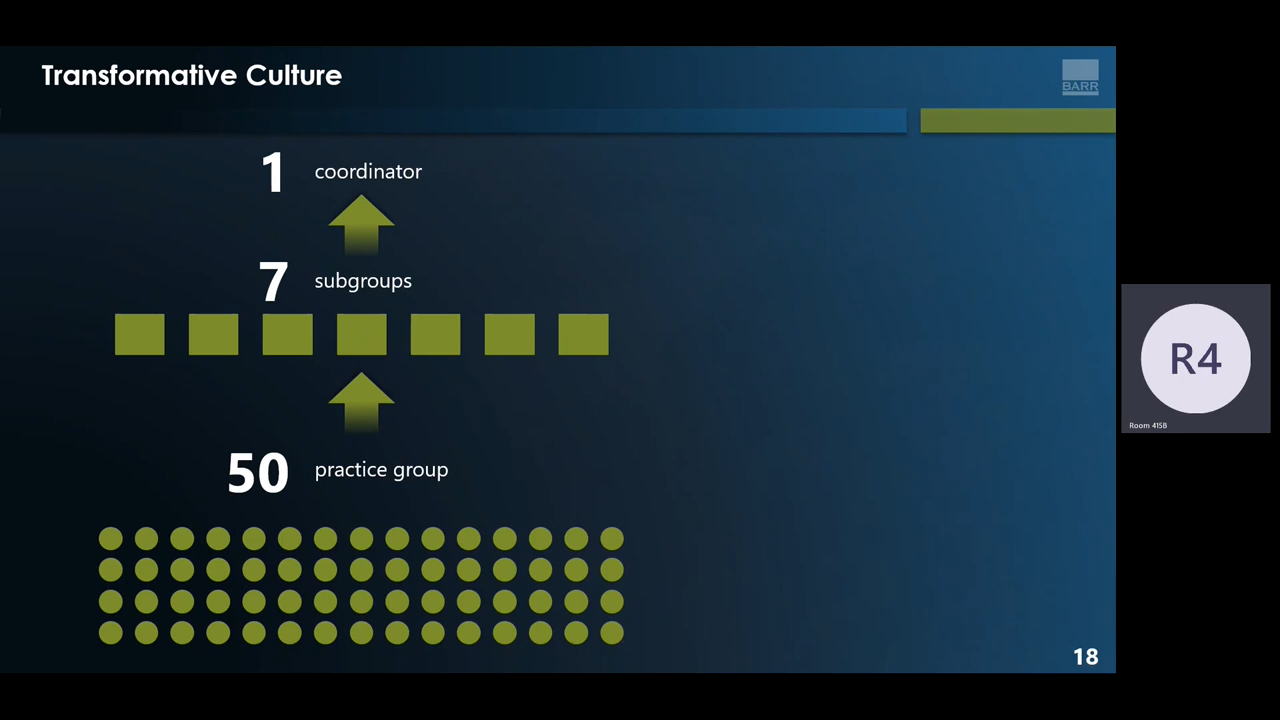 Transformative Culture
BARR
1 coordinator
7 subgroups
50 practice group
R4
Room 415B
18